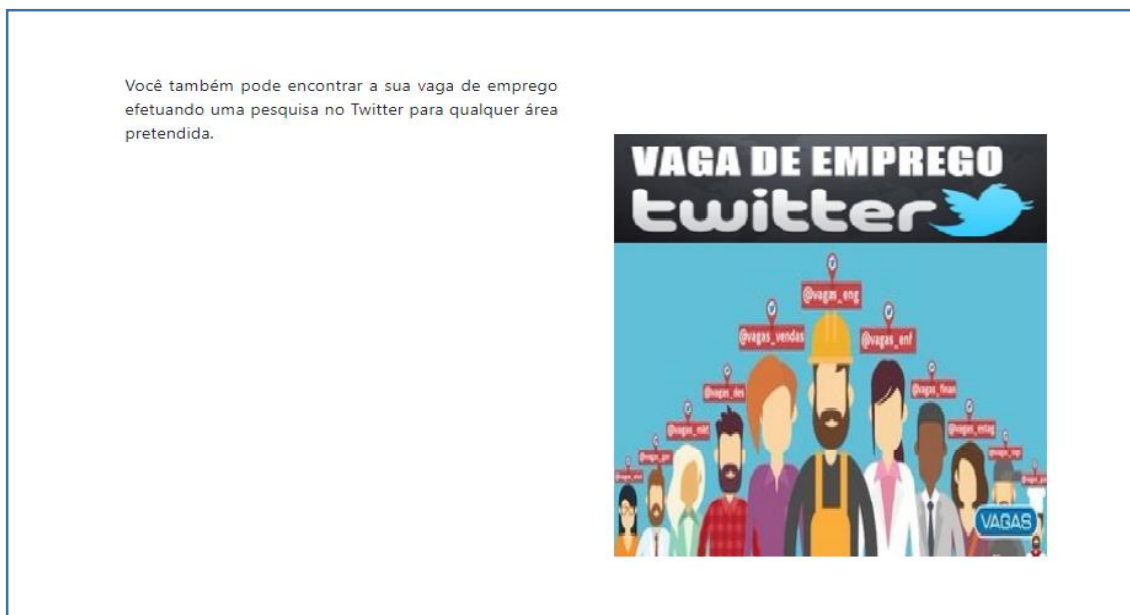 Você também pode encontrar a sua vaga de emprego
efetuando uma pesquisa no Twitter para qualquer área
pretendida.
VAGA DE EMPREGO
twitter
@vagas_eng
@vagas_vendas
@vagas_enf
@vagas_des
@vagas_finan
@vagas_mkt
@vagas_estag
VAGAS